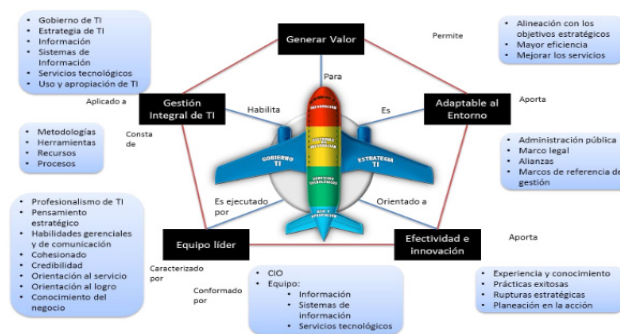 Gobierno de TI
Estrategia de TI
Información
Sistemas de
Información
Servicios tecnológicos
Uso y apropiación de TI
Generar Valor
Permite
Alineación con los
objetivos estratégicos
Mayor eficiencia
Mejorar los servicios
Para
Aplicado a
Gestión
Integral de TI
Habilita
Es
Adaptable al
Entorno
Aporta
Metodologías
Herramientas
Recursos
Procesos
Consta
de
GOBIERNO
TI
ESTRATEGIA
TI
SERVICIOS
TECNOLÓGICOS
Administración pública
Marco legal
Alianzas
Marcos de referencia de
gestión
Profesionalismo de TI
Pensamiento
estratégico
Habilidades gerenciales
y de comunicación
Cohesionado
Credibilidad
Orientación al servicio
Orientación al logro
Conocimiento del
negocio
Es ejecutado
por
Orientado a
Equipo líder
Efectividad e
innovación
Aporta
Caracterizado
por
Conformado
por
CIO
Equipo:
Información
Sistemas de
información
Servicios tecnológicos
Experiencia y conocimiento
Prácticas exitosas
Rupturas estratégicas
Planeación en la acción